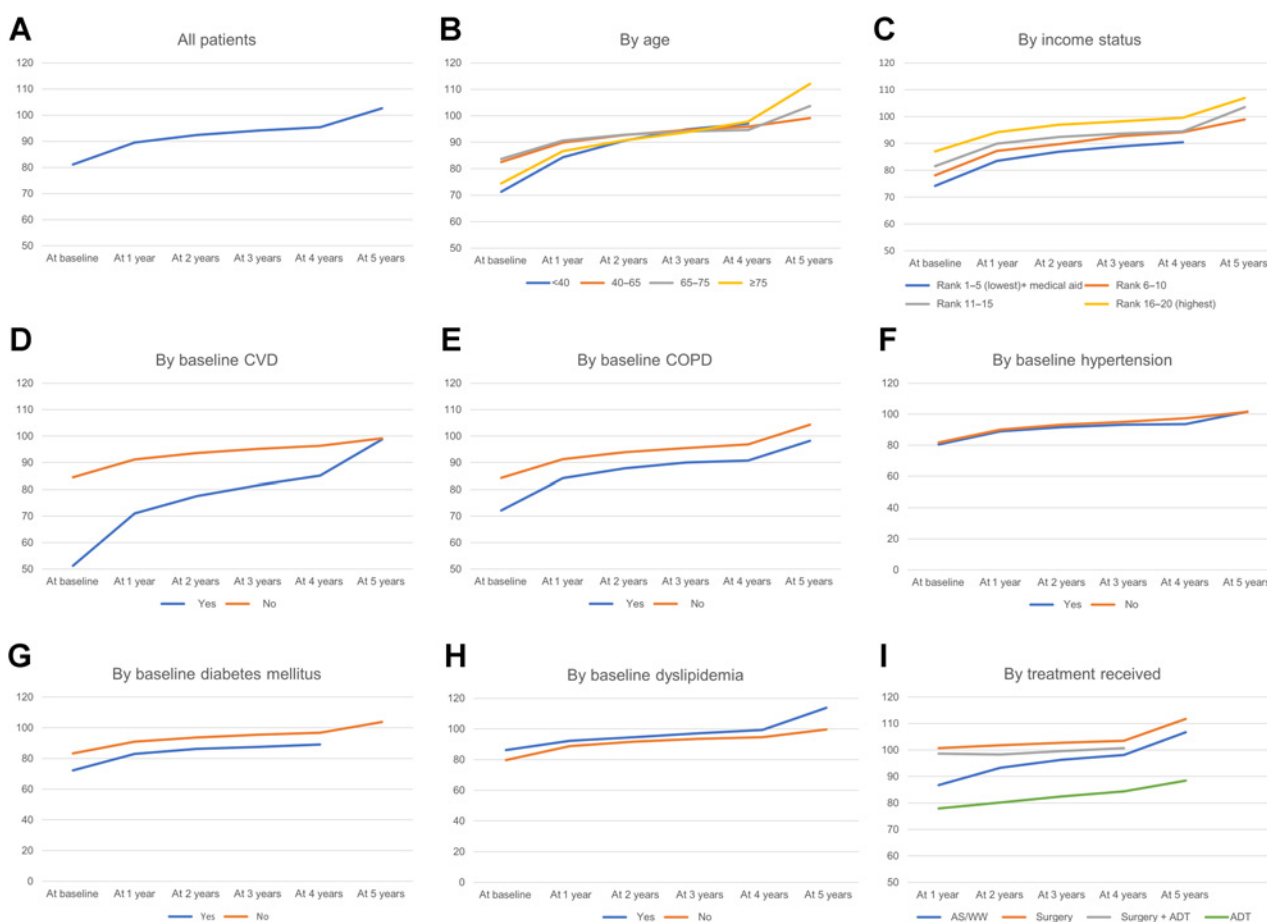 A
All patients
120
110
100
90
80
70
60
50
At baseline At 1 year At 2 years At 3 years At 4 years At 5 years
B
By age
120
110
100
90
80
70
60
50
At baseline At 1 year At 2 years At 3 years At 4 years At 5 years
<40 40–65 65–75 ≥75
C
By income status
120
110
100
90
80
70
60
50
At baseline At 1 year At 2 years At 3 years At 4 years At 5 years
Rank 1–5 (lowest)+ medical aid Rank 6–10
Rank 11–15 Rank 16–20 (highest)
D
By baseline CVD
120
110
100
90
80
70
60
50
At baseline At 1 year At 2 years At 3 years At 4 years At 5 years
Yes No
E
By baseline COPD
120
110
100
90
80
70
60
50
At baseline At 1 year At 2 years At 3 years At 4 years At 5 years
Yes No
F
By baseline hypertension
120
100
80
60
40
20
0
At baseline At 1 year At 2 years At 3 years At 4 years At 5 years
Yes No
G
By baseline diabetes mellitus
120
100
80
60
40
20
0
At baseline At 1 year At 2 years At 3 years At 4 years At 5 years
Yes No
H
By baseline dyslipidemia
120
100
80
60
40
20
0
At baseline At 1 year At 2 years At 3 years At 4 years At 5 years
Yes No
I
By treatment received
120
110
100
90
80
70
60
50
At 1 year At 2 years At 3 years At 4 years At 5 years
AS/WW Surgery Surgery + ADT ADT